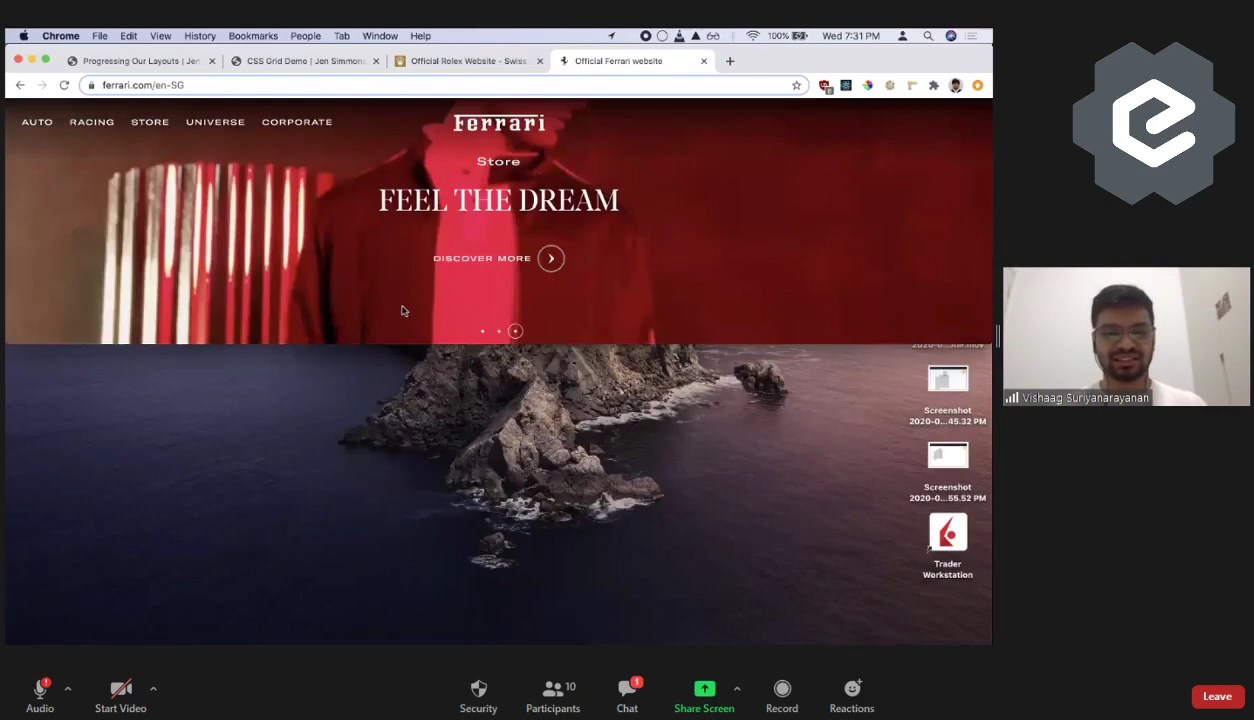 Chrome File Edit View History Bookmarks People Tab Window Help 100% Wed 7:31 PM
Progressing Our Layouts | Jen CSS Grid Demo | Jen Simmons Official Rolex Website - Swiss Official Ferrari website
ferrari.com/en-SG
AUTO RACING STORE UNIVERSE CORPORATE
Ferrari
Store
FEEL THE DREAM
DISCOVER MORE
Screenshot
2020-0...45.32 PM
Screenshot
2020-0...55.52 PM
Trader
Workstation
Vishaag Suriyanarayanan
Audio
Start Video
Security
Participants 10
Chat 1
Share Screen
Record
Reactions
Leave